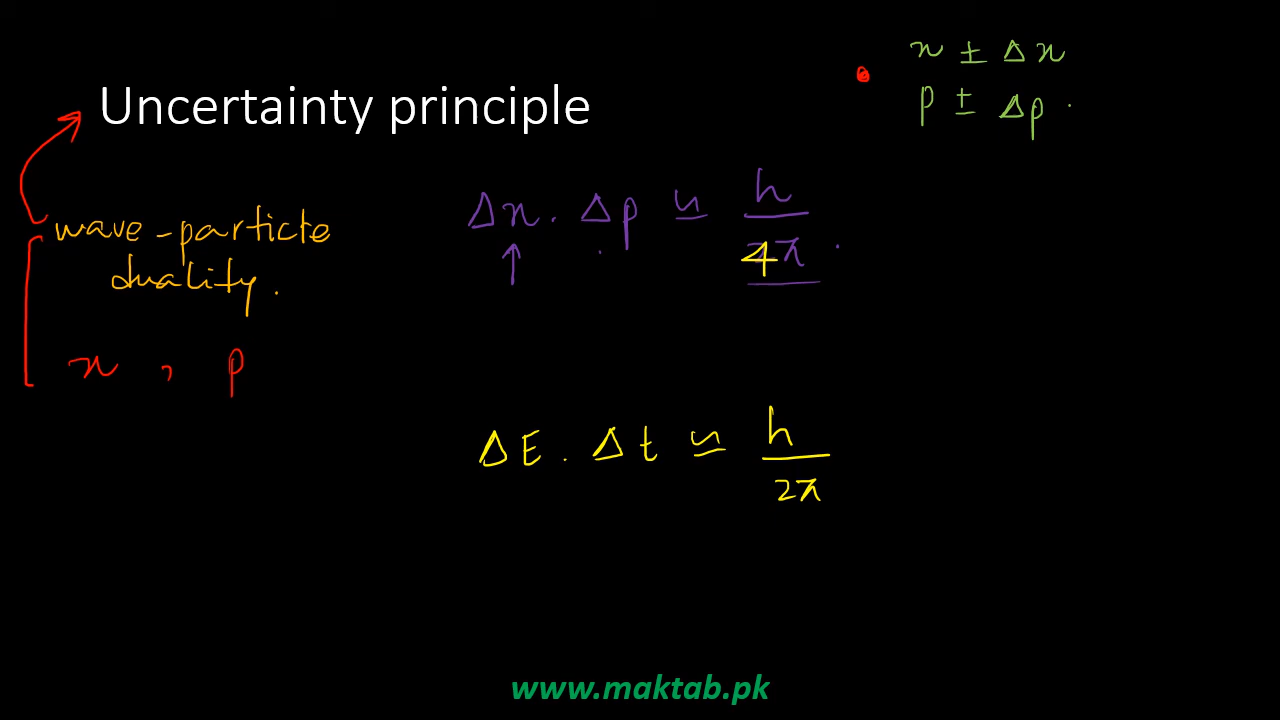 x ± Δx
Uncertainty principle
p ± Δp .
wave-particle
duality.
Δx . Δp ≃ h/4π .
x , p
ΔE . Δt ≃ h/2π
www.maktab.pk